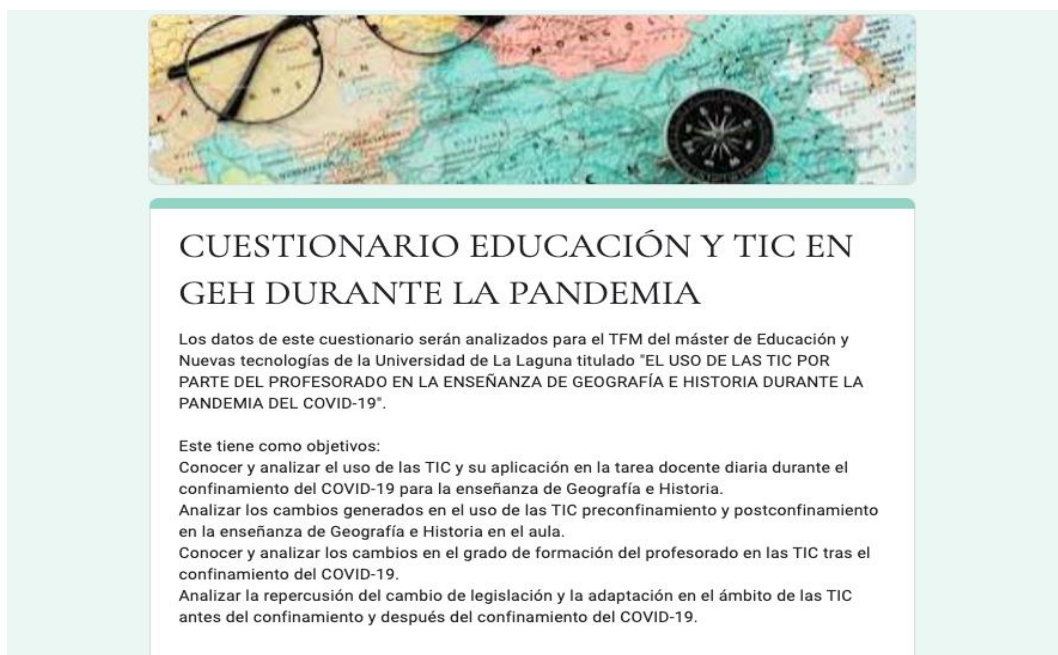 CUESTIONARIO EDUCACIÓN Y TIC EN
GEH DURANTE LA PANDEMIA
Los datos de este cuestionario serán analizados para el TFM del máster de Educación y
Nuevas tecnologías de la Universidad de La Laguna titulado "EL USO DE LAS TIC POR
PARTE DEL PROFESORADO EN LA ENSEÑANZA DE GEOGRAFÍA E HISTORIA DURANTE LA
PANDEMIA DEL COVID-19".
Este tiene como objetivos:
Conocer y analizar el uso de las TIC y su aplicación en la tarea docente diaria durante el
confinamiento del COVID-19 para la enseñanza de Geografía e Historia.
Analizar los cambios generados en el uso de las TIC preconfinamiento y postconfinamiento
en la enseñanza de Geografía e Historia en el aula.
Conocer y analizar los cambios en el grado de formación del profesorado en las TIC tras el
confinamiento del COVID-19.
Analizar la repercusión del cambio de legislación y la adaptación en el ámbito de las TIC
antes del confinamiento y después del confinamiento del COVID-19.